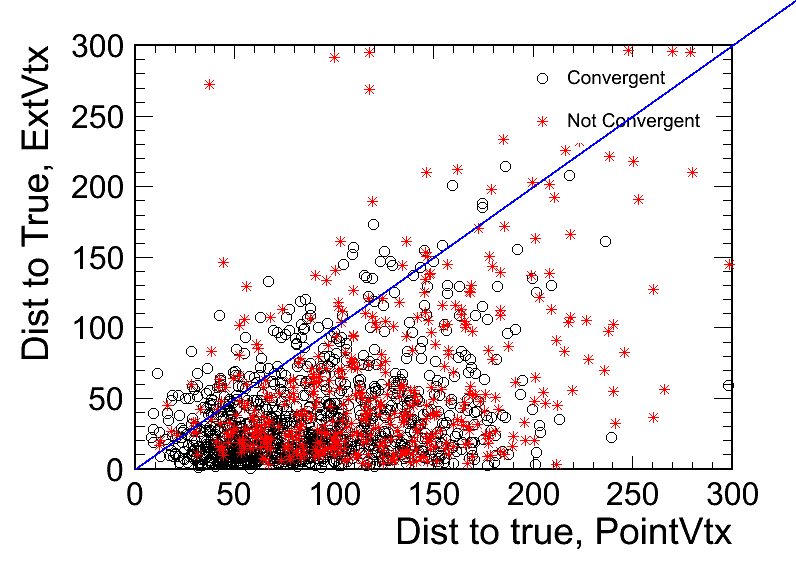 300
250
200
150
100
50
0
Dist to True, ExtVtx
Convergent
Not Convergent
0 50 100 150 200 250 300
Dist to true, PointVtx